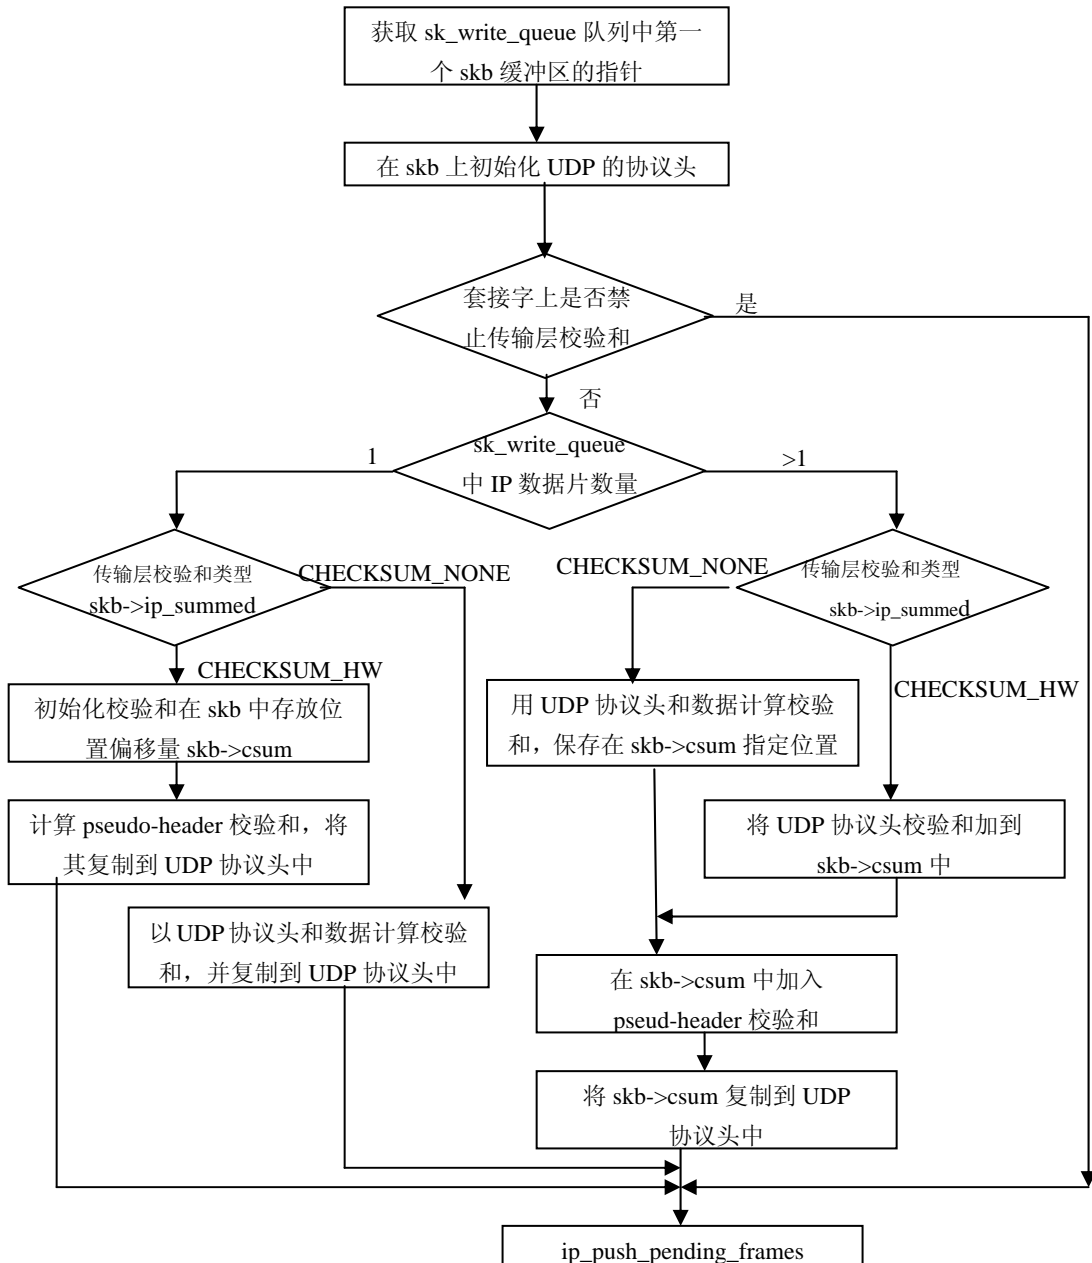 获取 sk_write_queue 队列中第一
个 skb 缓冲区的指针
在 skb 上初始化 UDP 的协议头
套接字上是否禁
止传输层校验和
是
否
sk_write_queue
中 IP 数据片数量
1
>1
传输层校验和类型
skb->ip_summed
CHECKSUM_NONE
CHECKSUM_NONE
传输层校验和类型
skb->ip_summed
CHECKSUM_HW
CHECKSUM_HW
初始化校验和在 skb 中存放位
置偏移量 skb->csum
用 UDP 协议头和数据计算校验
和，保存在 skb->csum 指定位置
计算 pseudo-header 校验和，将
其复制到 UDP 协议头中
将 UDP 协议头校验和加到
skb->csum 中
以 UDP 协议头和数据计算校验
和，并复制到 UDP 协议头中
在 skb->csum 中加入
pseud-header 校验和
将 skb->csum 复制到 UDP
协议头中
ip_push_pending_frames